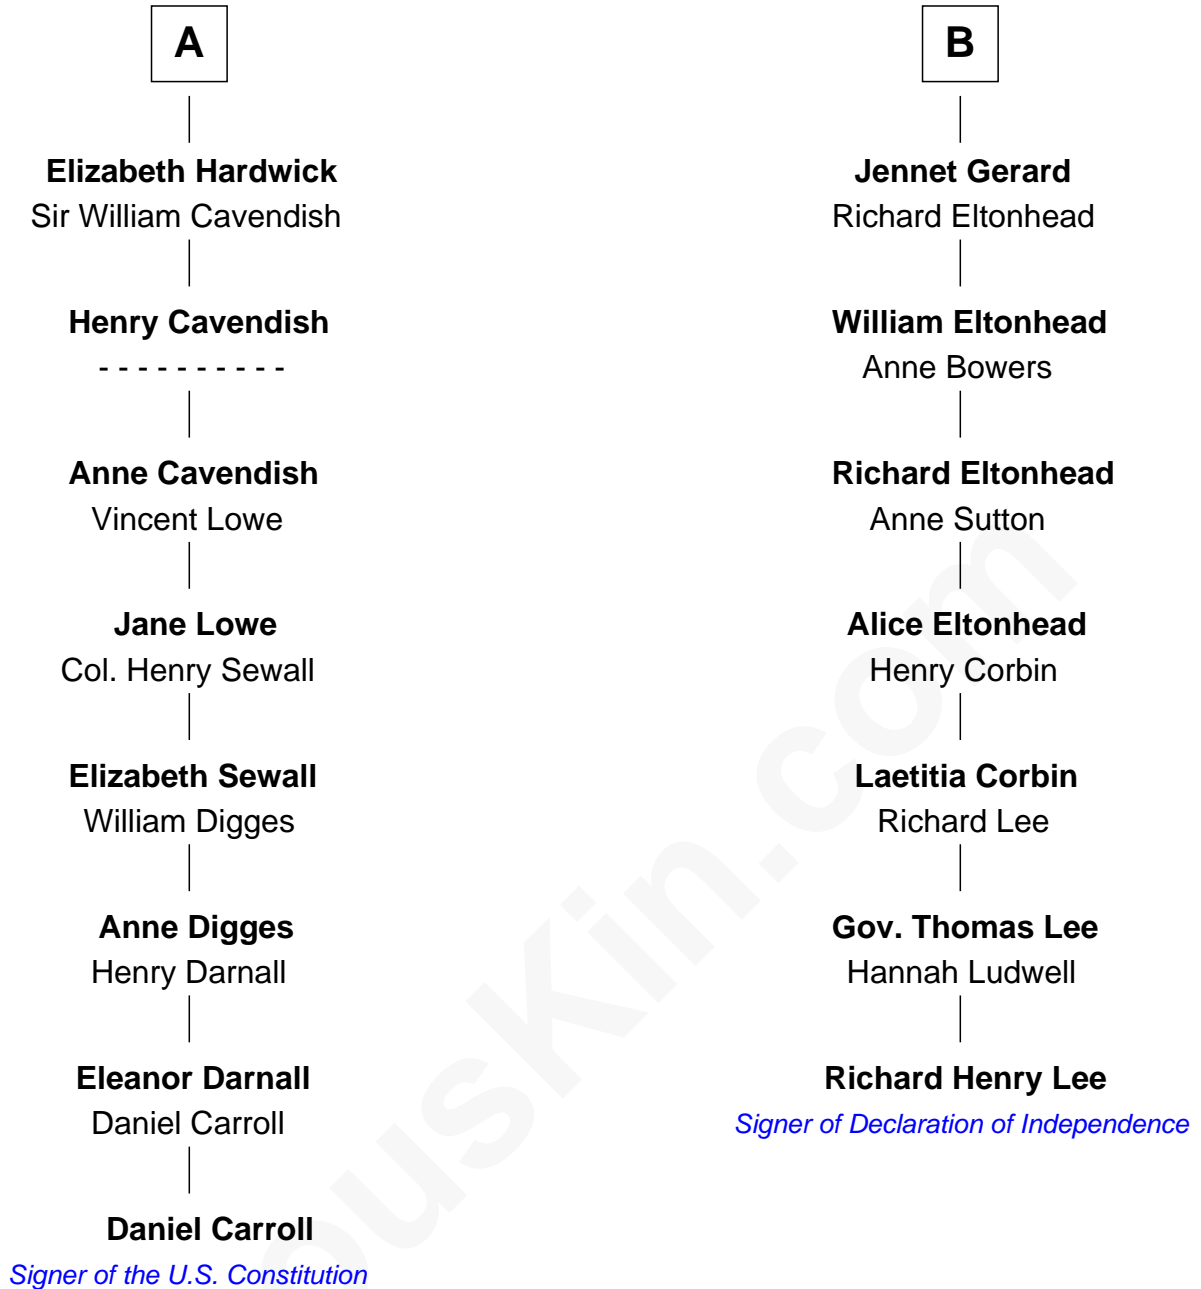 A
Elizabeth Hardwick
Sir William Cavendish
Henry Cavendish
- - - - - - - - - -
Anne Cavendish
Vincent Lowe
Jane Lowe
Col. Henry Sewall
Elizabeth Sewall
William Digges
Anne Digges
Henry Darnall
Eleanor Darnall
Daniel Carroll
Daniel Carroll
Signer of the U.S. Constitution
B
Jennet Gerard
Richard Eltonhead
William Eltonhead
Anne Bowers
Richard Eltonhead
Anne Sutton
Alice Eltonhead
Henry Corbin
Laetitia Corbin
Richard Lee
Gov. Thomas Lee
Hannah Ludwell
Richard Henry Lee
Signer of Declaration of Independence
ousKin.com